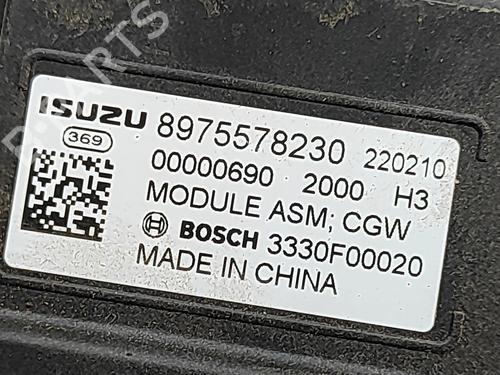 ISUZU 8975578230 220210
369 00000690 2000 H3
MODULE ASM; CGW
BOSCH 3330F00020
MADE IN CHINA